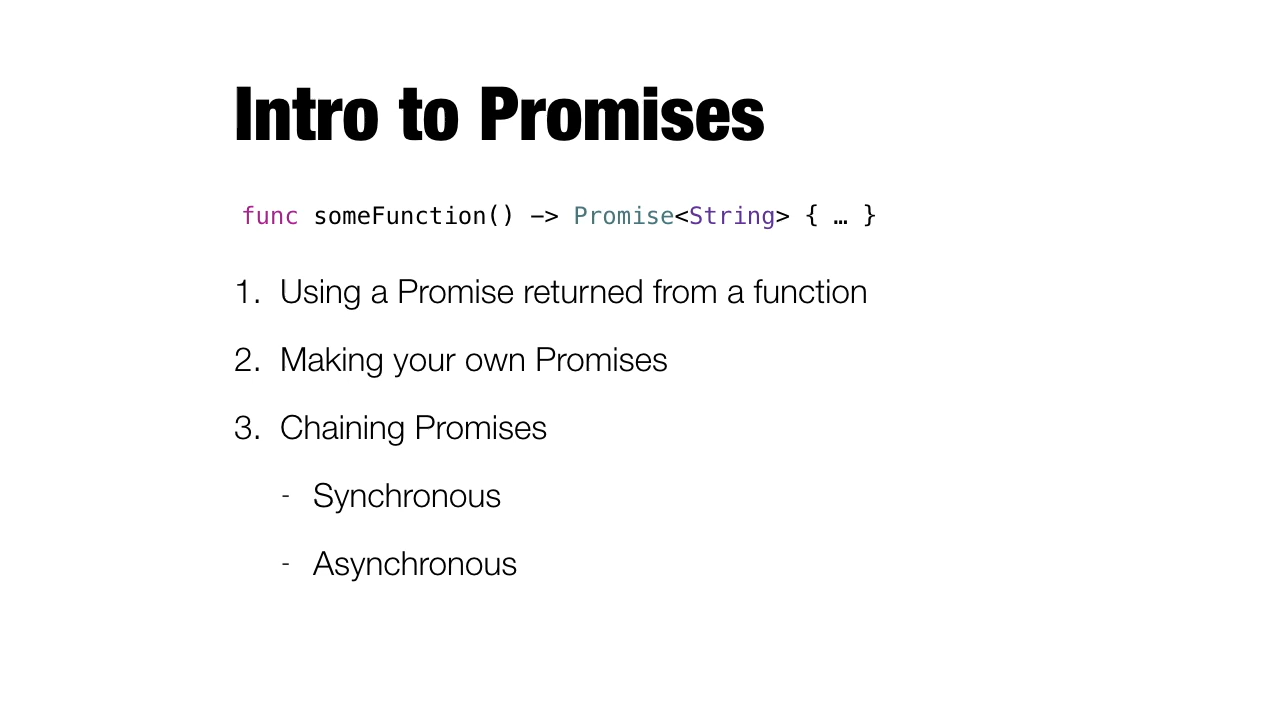 Intro to Promises
func someFunction() -> Promise<String> { … }
1. Using a Promise returned from a function
2. Making your own Promises
3. Chaining Promises
- Synchronous
- Asynchronous